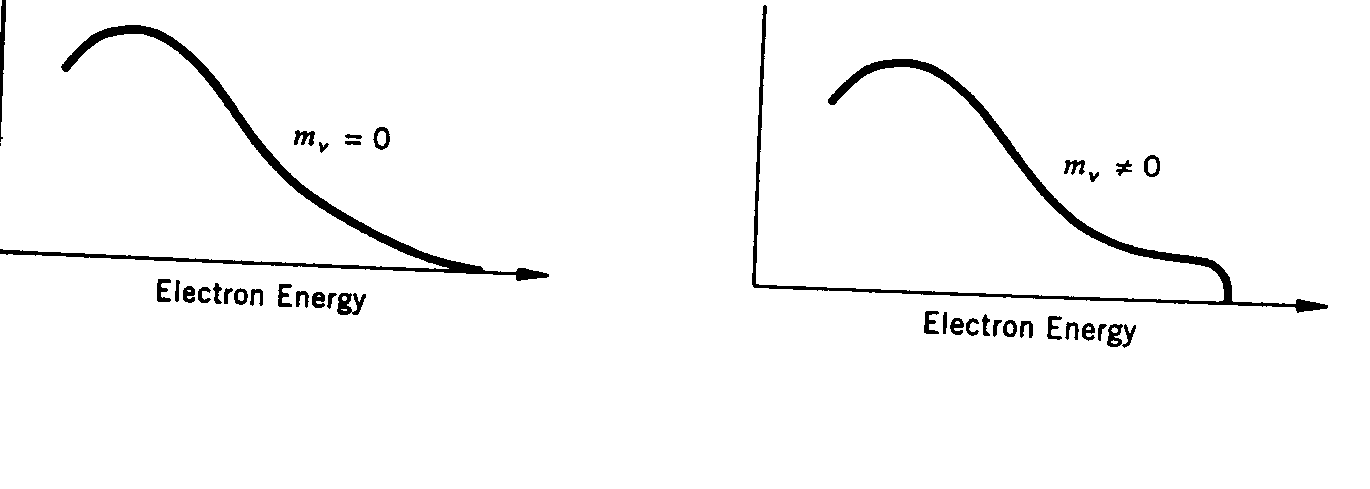 m_ν = 0
Electron Energy
m_ν ≠ 0
Electron Energy